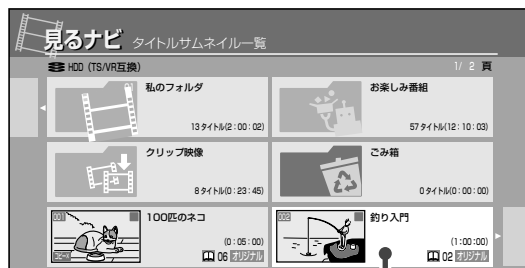 見るナビ タイトルサムネイル一覧
HDD (TS/VR互換) 1/ 2 頁
私のフォルダ
13タイトル(2:00:02)
お楽しみ番組
57タイトル(12:10:03)
クリップ映像
8タイトル(0:23:45)
ごみ箱
0タイトル(0:00:00)
001
コピー×
100匹のネコ
(0:05:00)
06 オリジナル
002
釣り入門
(1:00:00)
02 オリジナル